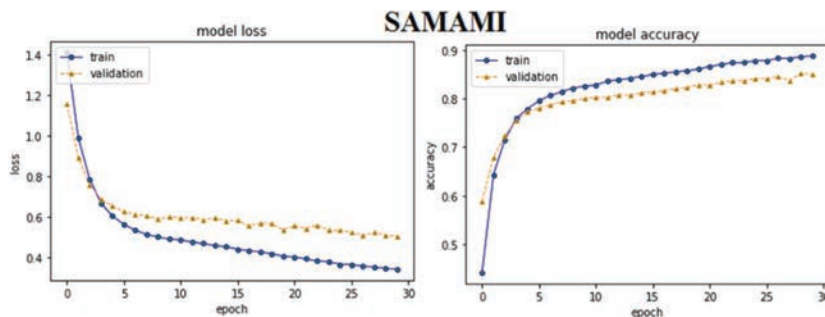 SAMAMI
model loss
1.4
1.2
1.0
0.8
0.6
0.4
loss
train
validation
0
5
10
15
20
25
30
epoch
model accuracy
0.9
0.8
0.7
0.6
0.5
accuracy
train
validation
0
5
10
15
20
25
30
epoch